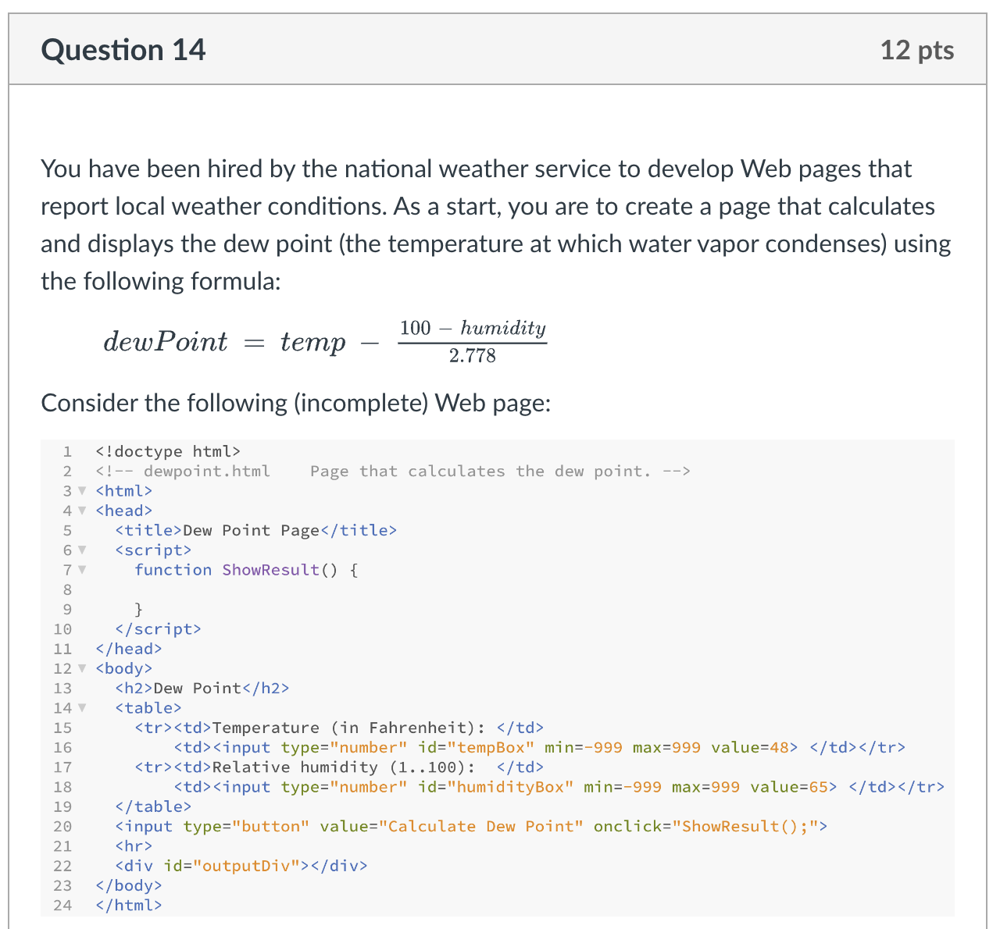 Question 14
12 pts
You have been hired by the national weather service to develop Web pages that
report local weather conditions. As a start, you are to create a page that calculates
and displays the dew point (the temperature at which water vapor condenses) using
the following formula:
dewPoint = temp − (100 − humidity)/2.778
Consider the following (incomplete) Web page:
1 <!doctype html>
2 <!-- dewpoint.html    Page that calculates the dew point. -->
3 ▼ <html>
4 ▼ <head>
5   <title>Dew Point Page</title>
6 ▼   <script>
7 ▼     function ShowResult() {
8
9     }
10   </script>
11 </head>
12 ▼ <body>
13   <h2>Dew Point</h2>
14 ▼   <table>
15     <tr><td>Temperature (in Fahrenheit): </td>
16         <td><input type="number" id="tempBox" min=-999 max=999 value=48> </td></tr>
17     <tr><td>Relative humidity (1..100):  </td>
18         <td><input type="number" id="humidityBox" min=-999 max=999 value=65> </td></tr>
19   </table>
20   <input type="button" value="Calculate Dew Point" onclick="ShowResult();">
21   <hr>
22   <div id="outputDiv"></div>
23 </body>
24 </html>